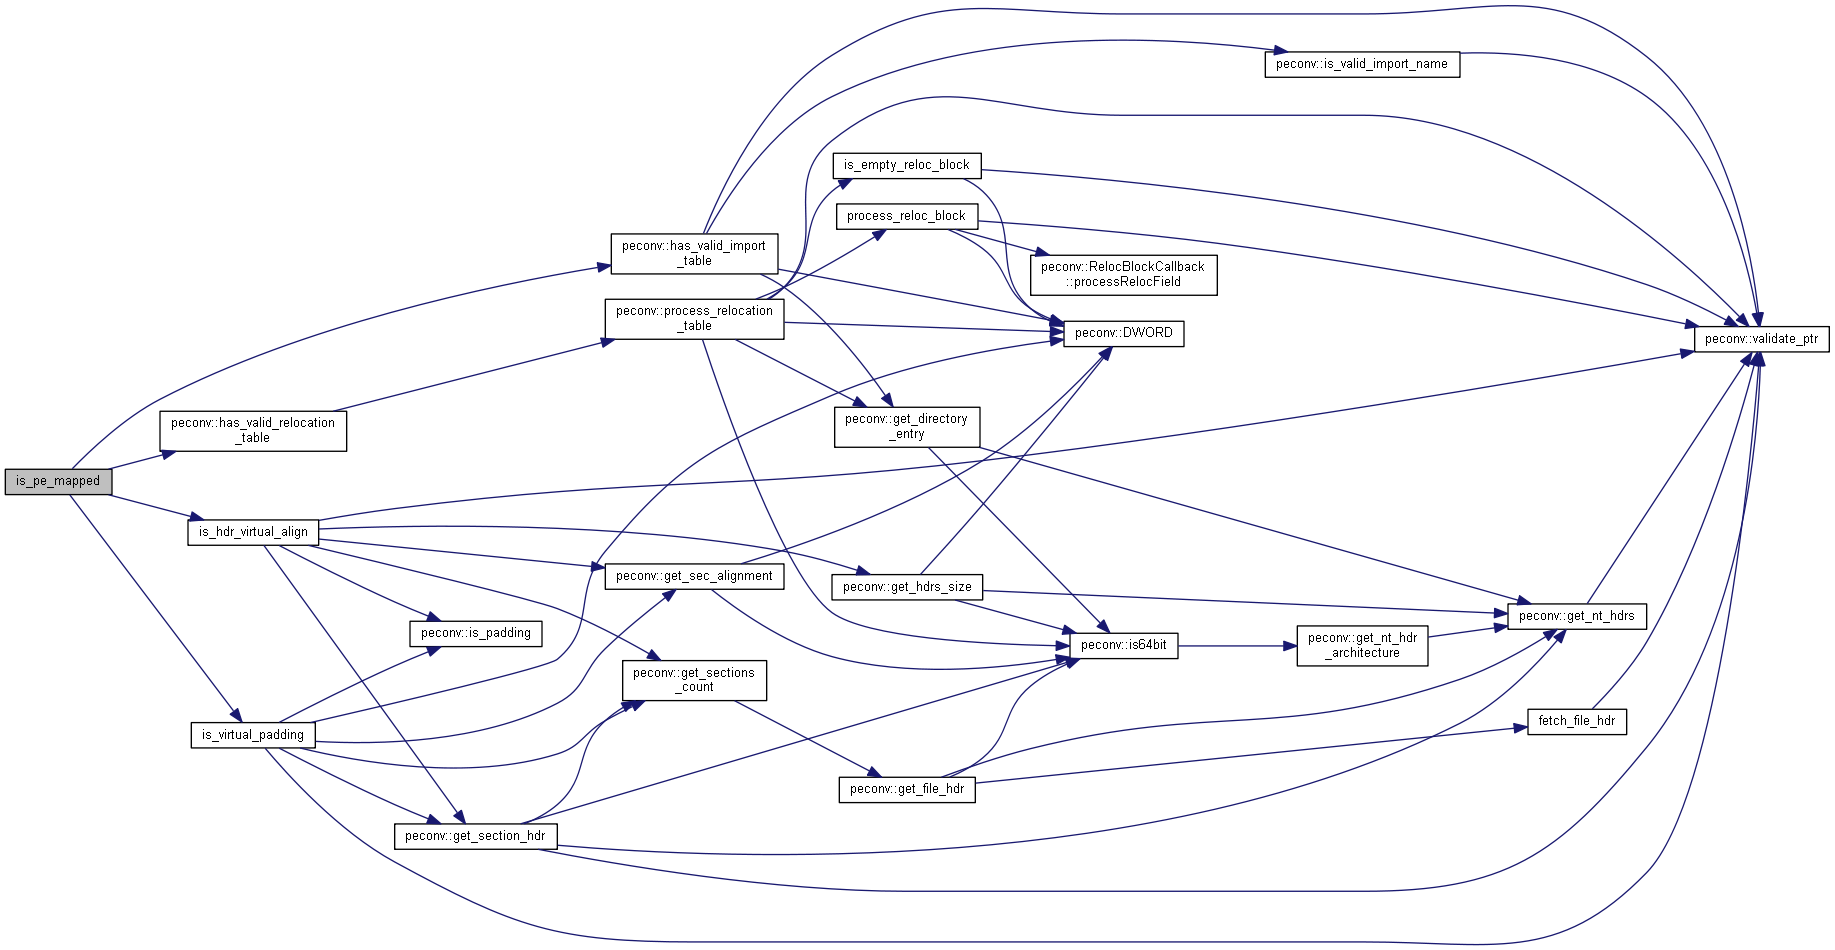 peconv::is_valid_import_name
is_empty_reloc_block
process_reloc_block
peconv::has_valid_import
_table
peconv::RelocBlockCallback
::processRelocField
peconv::process_relocation
_table
peconv::DWORD
peconv::validate_ptr
peconv::has_valid_relocation
_table
peconv::get_directory
_entry
is_pe_mapped
is_hdr_virtual_align
peconv::get_sec_alignment
peconv::get_hdrs_size
peconv::get_nt_hdrs
peconv::is_padding
peconv::is64bit
peconv::get_nt_hdr
_architecture
peconv::get_sections
_count
fetch_file_hdr
is_virtual_padding
peconv::get_file_hdr
peconv::get_section_hdr